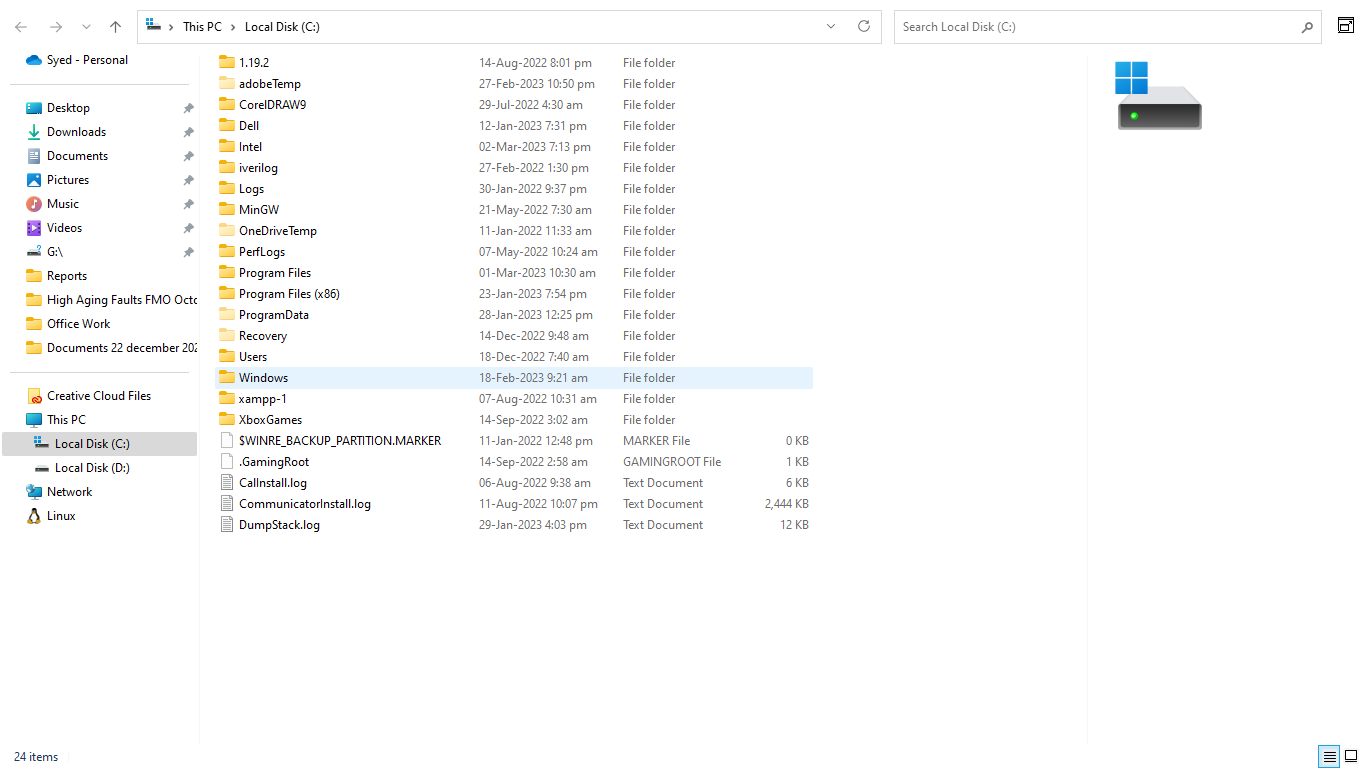 This PC > Local Disk (C:)
Search Local Disk (C:)
Syed - Personal
Desktop
Downloads
Documents
Pictures
Music
Videos
G:\
Reports
High Aging Faults FMO Octo
Office Work
Documents 22 december 202
Creative Cloud Files
This PC
Local Disk (C:)
Local Disk (D:)
Network
Linux
1.19.2 14-Aug-2022 8:01 pm File folder
adobeTemp 27-Feb-2023 10:50 pm File folder
CorelDRAW9 29-Jul-2022 4:30 am File folder
Dell 12-Jan-2023 7:31 pm File folder
Intel 02-Mar-2023 7:13 pm File folder
iverilog 27-Feb-2022 1:30 pm File folder
Logs 30-Jan-2022 9:37 pm File folder
MinGW 21-May-2022 7:30 am File folder
OneDriveTemp 11-Jan-2022 11:33 am File folder
PerfLogs 07-May-2022 10:24 am File folder
Program Files 01-Mar-2023 10:30 am File folder
Program Files (x86) 23-Jan-2023 7:54 pm File folder
ProgramData 28-Jan-2023 12:25 pm File folder
Recovery 14-Dec-2022 9:48 am File folder
Users 18-Dec-2022 7:40 am File folder
Windows 18-Feb-2023 9:21 am File folder
xampp-1 07-Aug-2022 10:31 am File folder
XboxGames 14-Sep-2022 3:02 am File folder
$WINRE_BACKUP_PARTITION.MARKER 11-Jan-2022 12:48 pm MARKER File 0 KB
.GamingRoot 14-Sep-2022 2:58 am GAMINGROOT File 1 KB
CaInstall.log 06-Aug-2022 9:38 am Text Document 6 KB
CommunicatorInstall.log 11-Aug-2022 10:07 pm Text Document 2,444 KB
DumpStack.log 29-Jan-2023 4:03 pm Text Document 12 KB
24 items